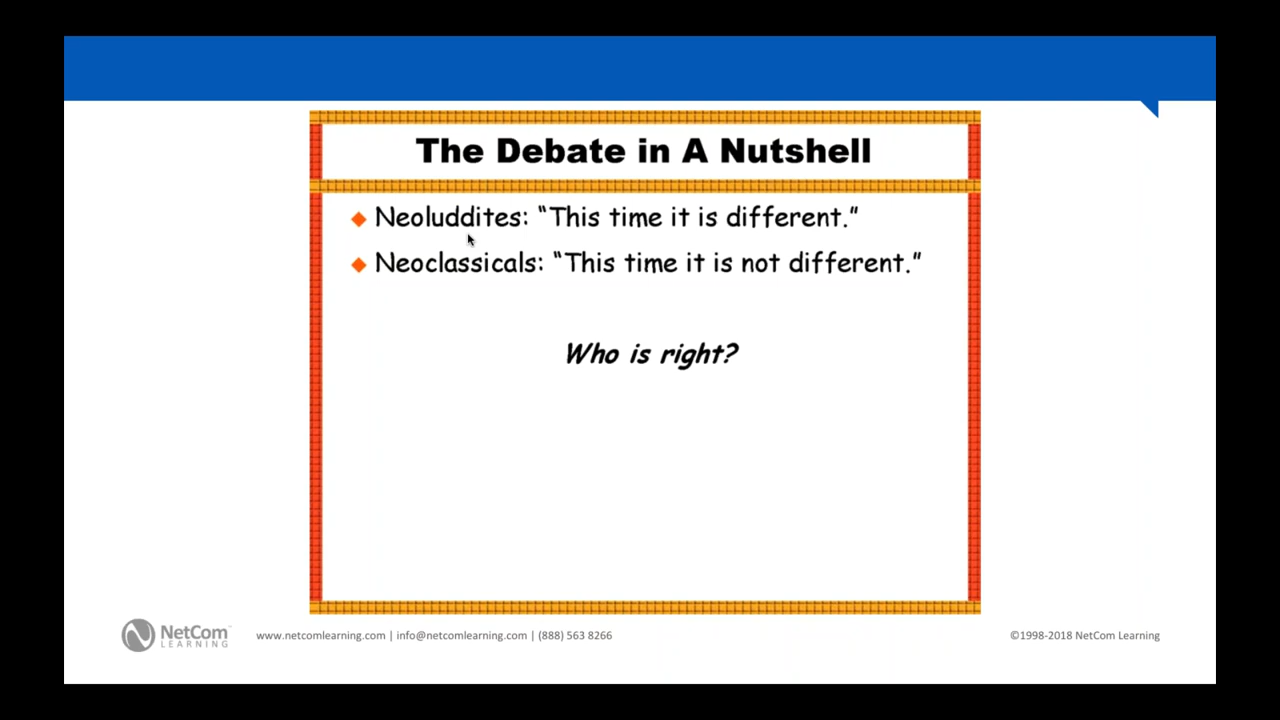 The Debate in A Nutshell
Neoluddites: “This time it is different.”
Neoclassicals: “This time it is not different.”
Who is right?
NetCom™
LEARNING
www.netcomlearning.com | info@netcomlearning.com | (888) 563 8266
©1998-2018 NetCom Learning